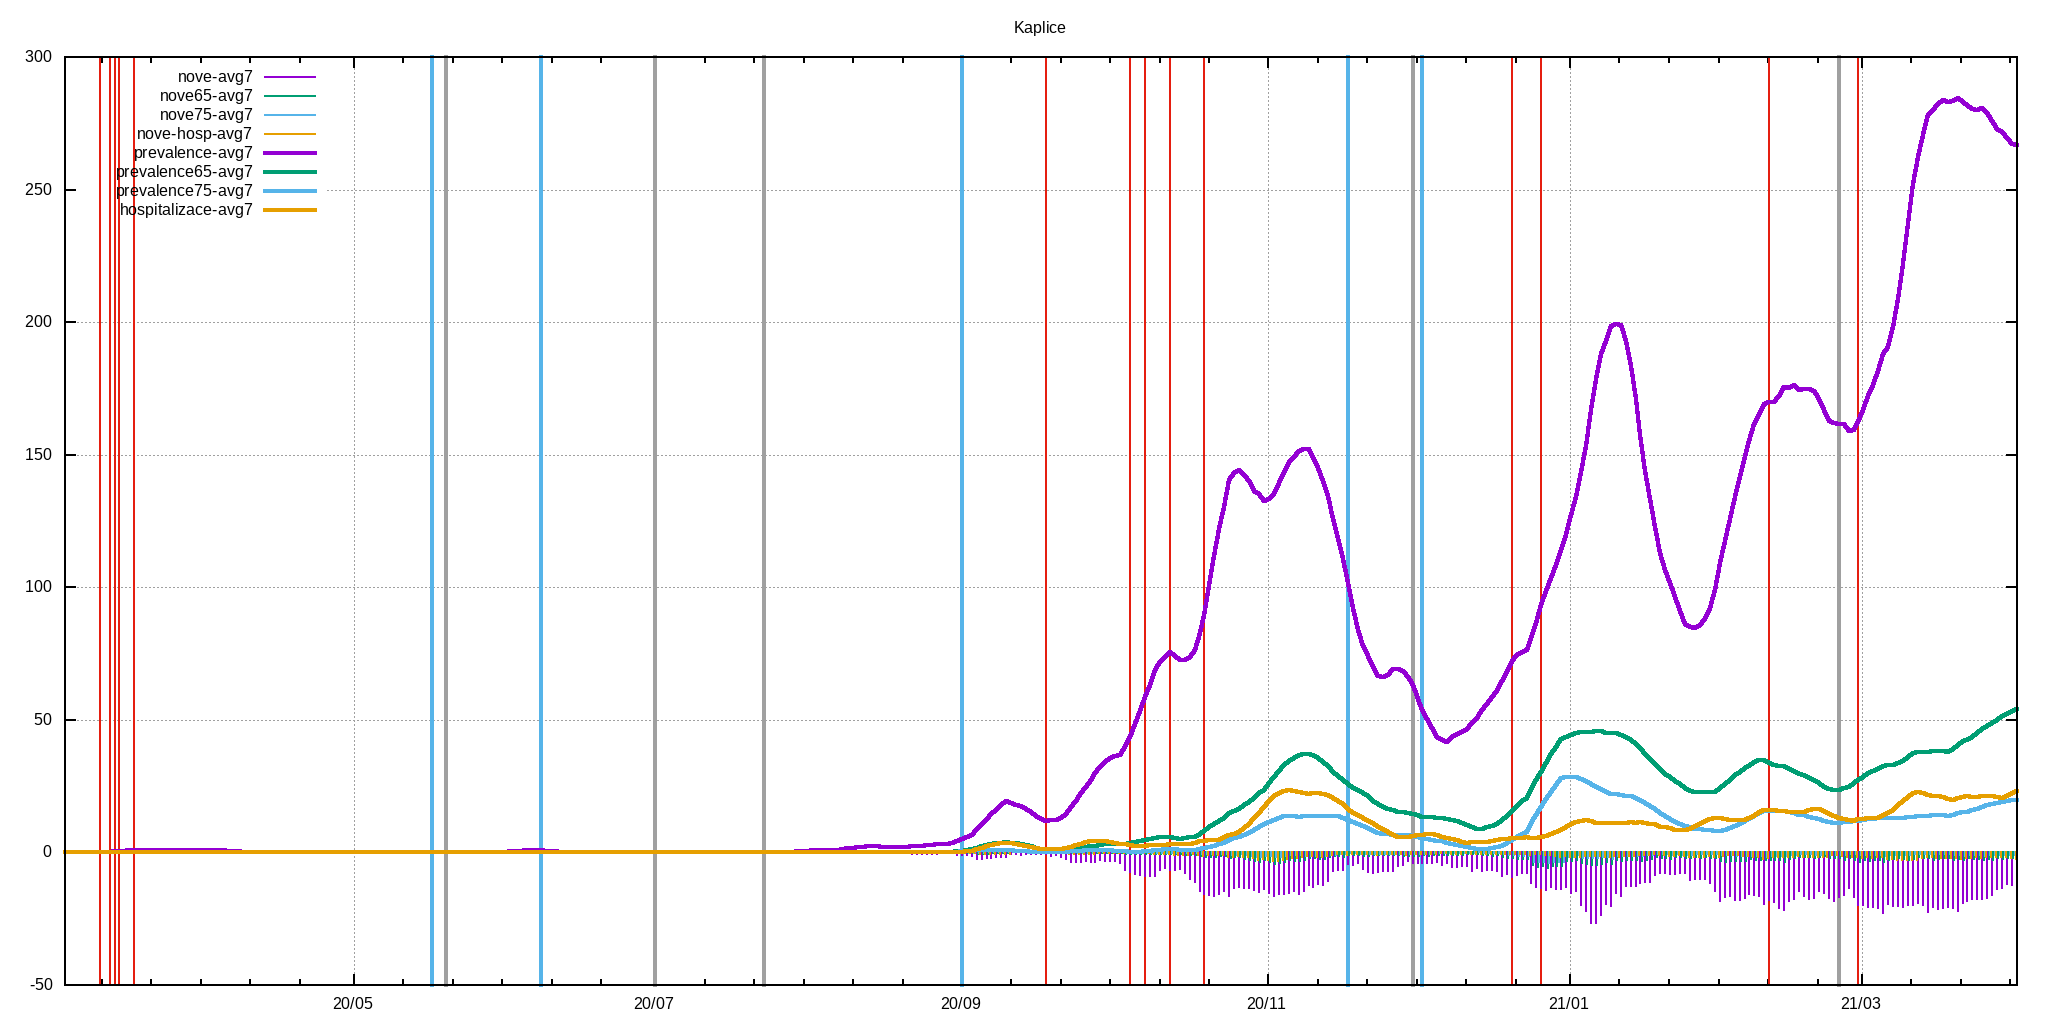 Kaplice
300
250
200
150
100
50
0
-50
nove-avg7
nove65-avg7
nove75-avg7
nove-hosp-avg7
prevalence-avg7
prevalence65-avg7
prevalence75-avg7
hospitalizace-avg7
20/05
20/07
20/09
20/11
21/01
21/03